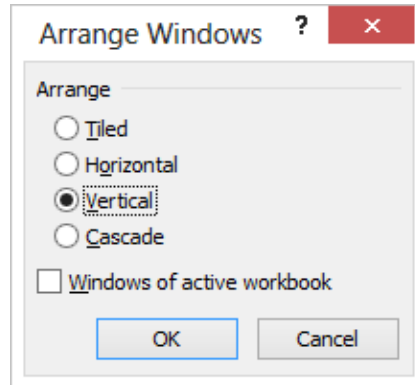 Arrange Windows ?
Arrange
Tiled
Horizontal
Vertical
Cascade
Windows of active workbook
OK Cancel